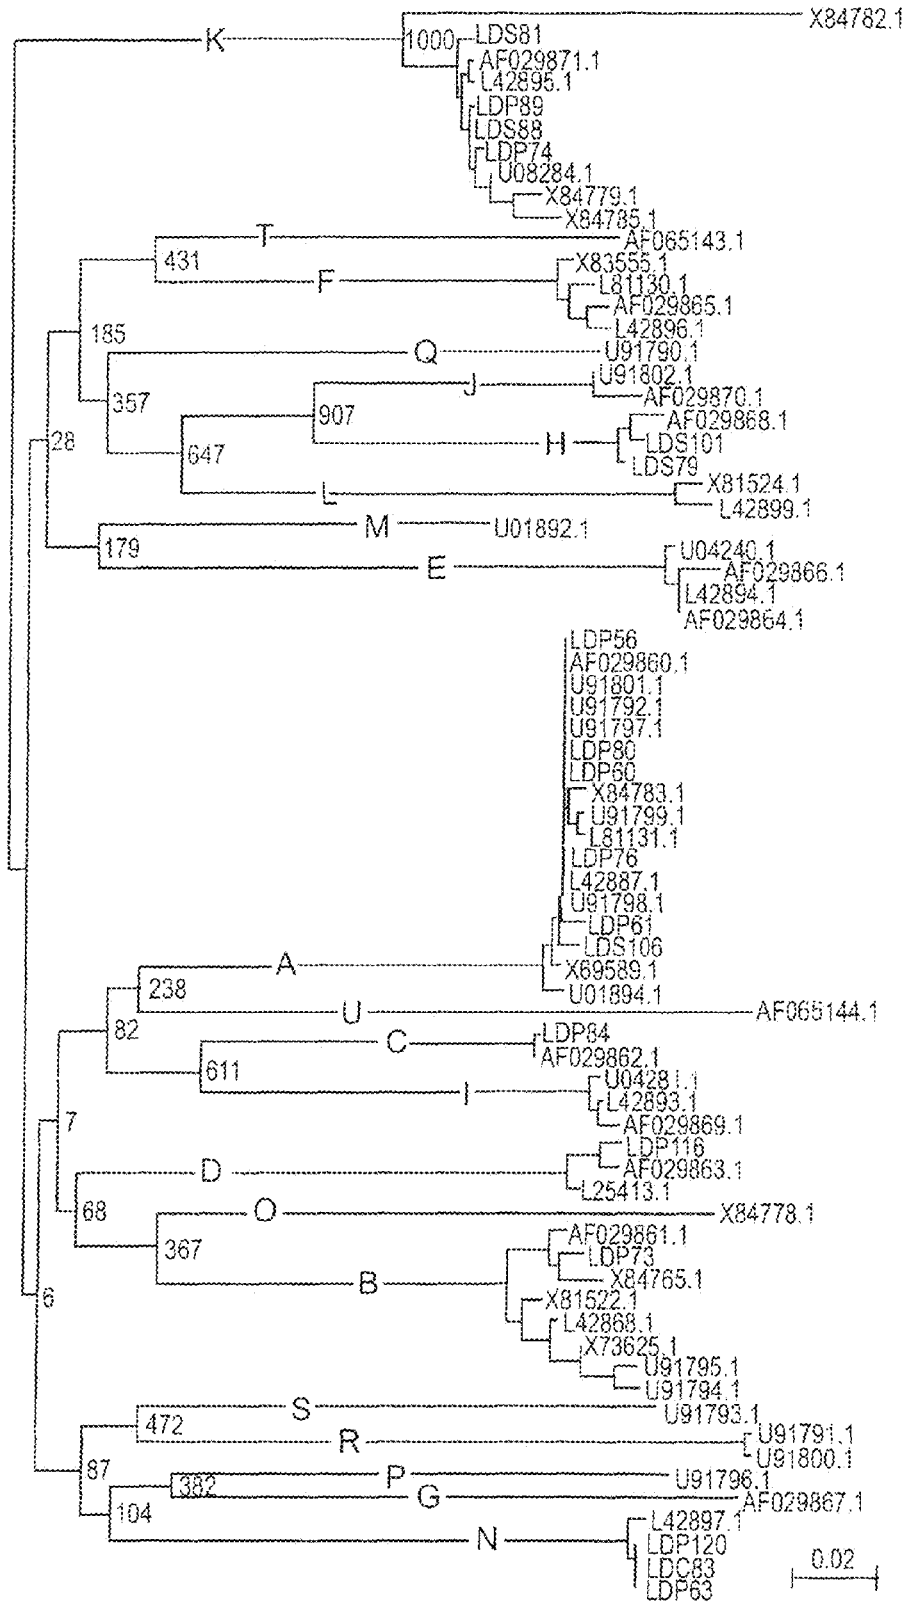 X84782.1
K
1000
LDS81
AF029871.1
L42895.1
LDP89
LDS88
LDP74
U08284.1
X84779.1
X84785.1
T
AF065143.1
431
X83555.1
F
L81130.1
AF029865.1
L42896.1
185
Q
U91790.1
U91802.1
J
AF029870.1
357
907
AF029868.1
28
H
LDS101
647
LDS79
X81524.1
L
L42899.1
M
U01892.1
179
U04240.1
E
AF029866.1
L42894.1
AF029864.1
LDP56
AF029860.1
U91801.1
U91792.1
U91797.1
LDP80
LDP60
X84783.1
U91799.1
L81131.1
LDP76
L42887.1
U91798.1
LDP61
LDS106
A
X69589.1
238
U01894.1
U
AF065144.1
82
LDP84
C
AF029862.1
611
U04281.1
I
L42893.1
7
AF029869.1
LDP116
D
AF029863.1
L25413.1
68
O
X84778.1
AF029861.1
367
LDP73
B
X84765.1
6
X81522.1
L42868.1
X73625.1
U91795.1
U91794.1
S
U91793.1
472
U91791.1
R
U91800.1
87
P
U91796.1
382
G
AF029867.1
104
L42897.1
N
LDP120
LDC83
LDP63
0.02